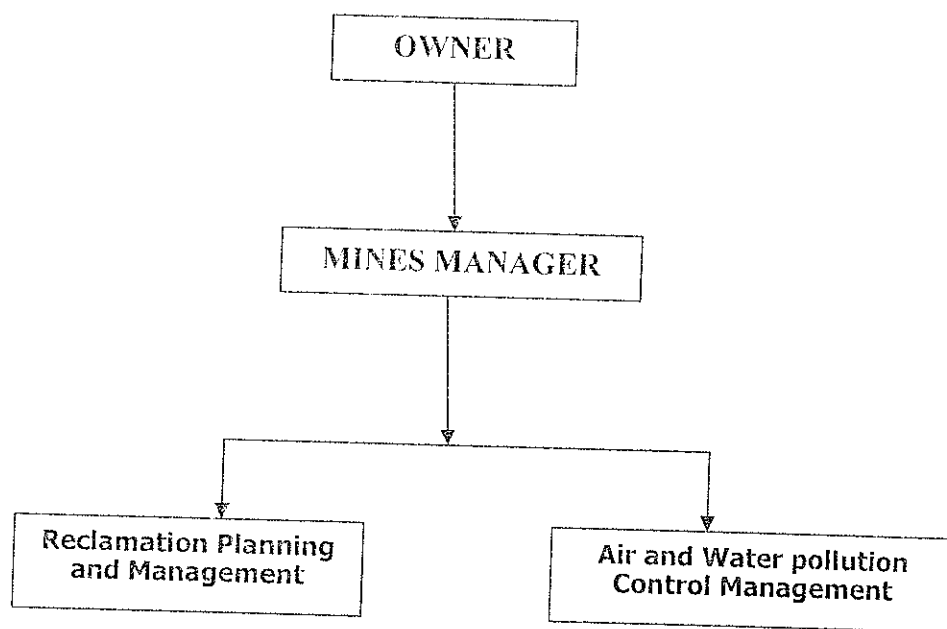 OWNER
MINES MANAGER
Reclamation Planning
and Management
Air and Water pollution
Control Management